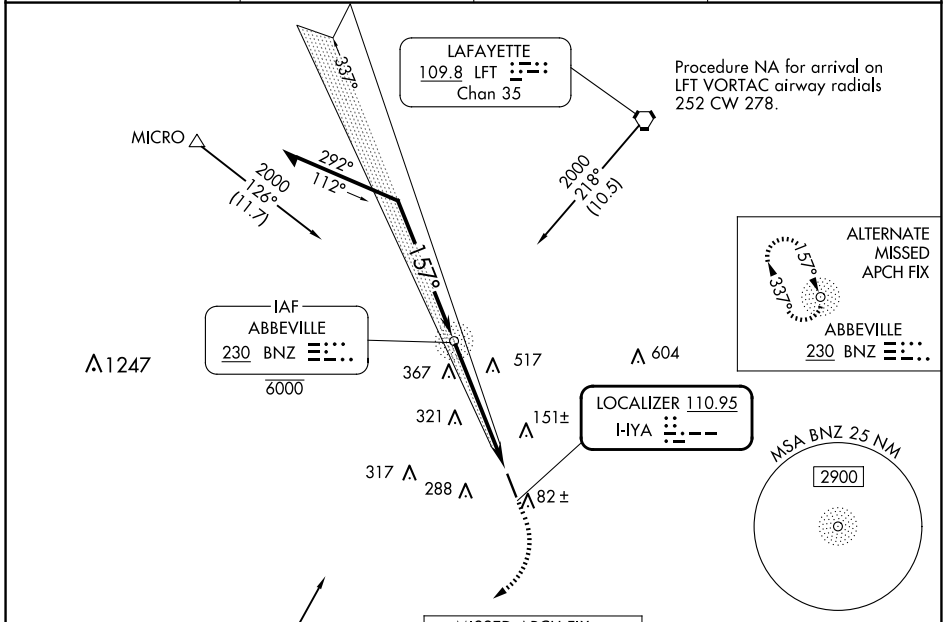 LAFAYETTE
109.8 LFT
Chan 35
Procedure NA for arrival on
LFT VORTAC airway radials
252 CW 278.
337°
MICRO
2000
126°
(11.7)
292°
112°
2000
218°
(10.5)
157°
ALTERNATE
MISSED
APCH FIX
157°
337°
ABBEVILLE
230 BNZ
IAF
ABBEVILLE
230 BNZ
6000
1247
367
517
604
321
151±
LOCALIZER 110.95
I-IYA
317
288
82±
MSA BNZ 25 NM
2900